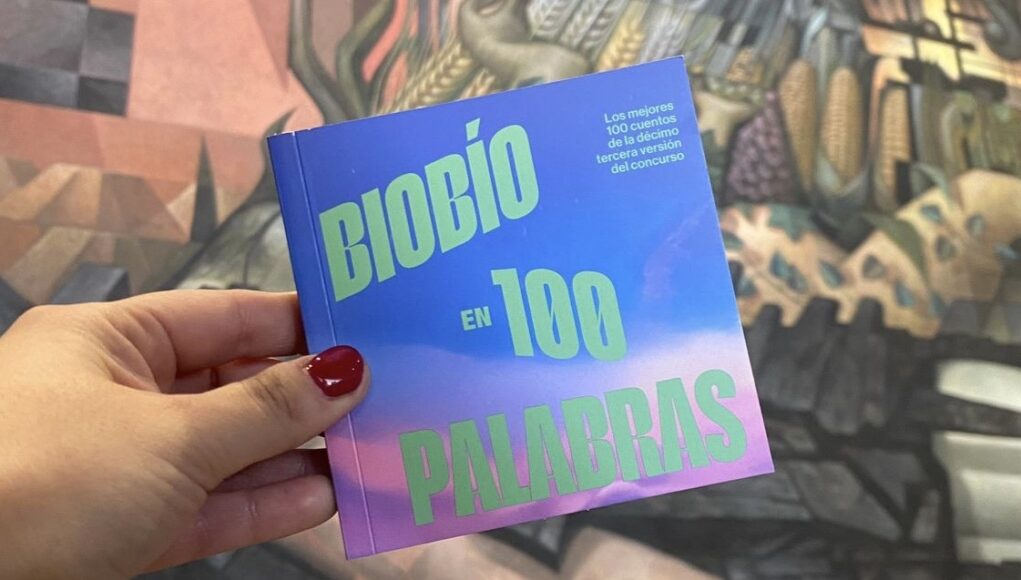 BIOBÍO
EN 100
PALABRAS
Los mejores
100 cuentos
de la décimo
tercera versión
del concurso